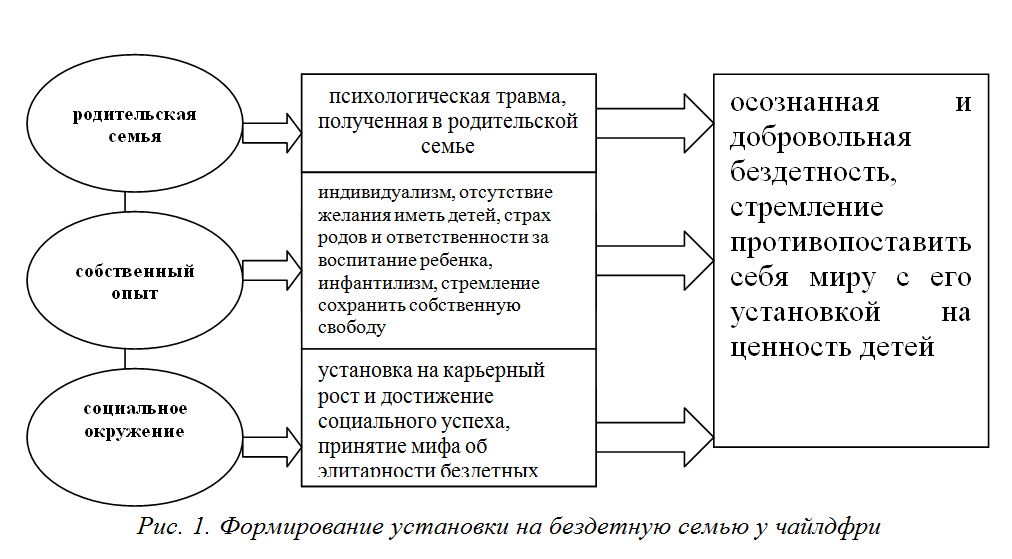 родительская
семья
психологическая травма,
полученная в родительской
семье
собственный
опыт
индивидуализм, отсутствие
желания иметь детей, страх
родов и ответственности за
воспитание ребенка,
инфантилизм, стремление
сохранить собственную
свободу
социальное
окружение
установка на карьерный
рост и достижение
социального успеха,
принятие мифа об
элитарности бездетных
осознанная и
добровольная
бездетность,
стремление
противопоставить
себя миру с его
установкой на
ценность детей
Рис. 1. Формирование установки на бездетную семью у чайлдфри